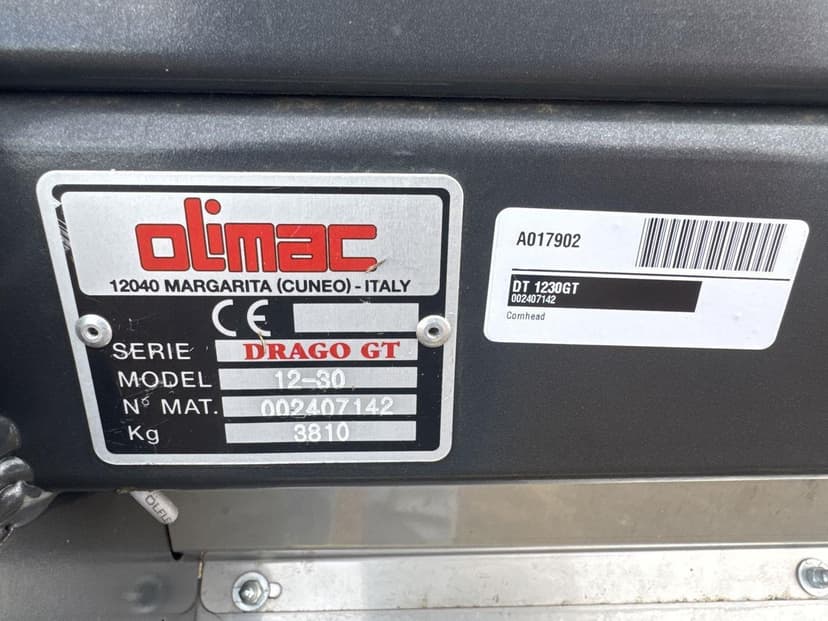 olimac
12040 MARGARITA (CUNEO) - ITALY
CE
SERIE DRAGO GT
MODEL 12-30
N° MAT. 002407142
Kg 3810
A017902
DT 1230GT
002407142
Cornhead
ÖLFL